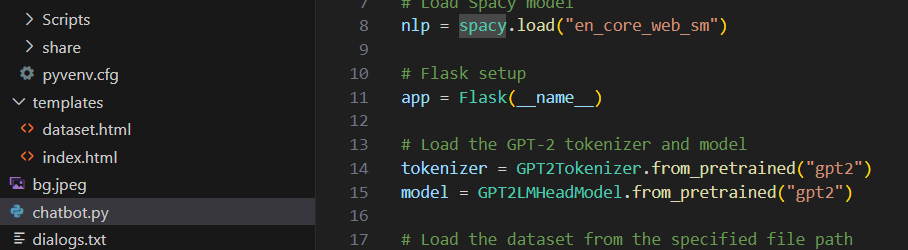 Scripts
share
pyvenv.cfg
templates
dataset.html
index.html
bg.jpeg
chatbot.py
dialogs.txt
7 # Load SpaCy model
8 nlp = spacy.load("en_core_web_sm")
9
10 # Flask setup
11 app = Flask(__name__)
12
13 # Load the GPT-2 tokenizer and model
14 tokenizer = GPT2Tokenizer.from_pretrained("gpt2")
15 model = GPT2LMHeadModel.from_pretrained("gpt2")
16
17 # Load the dataset from the specified file path